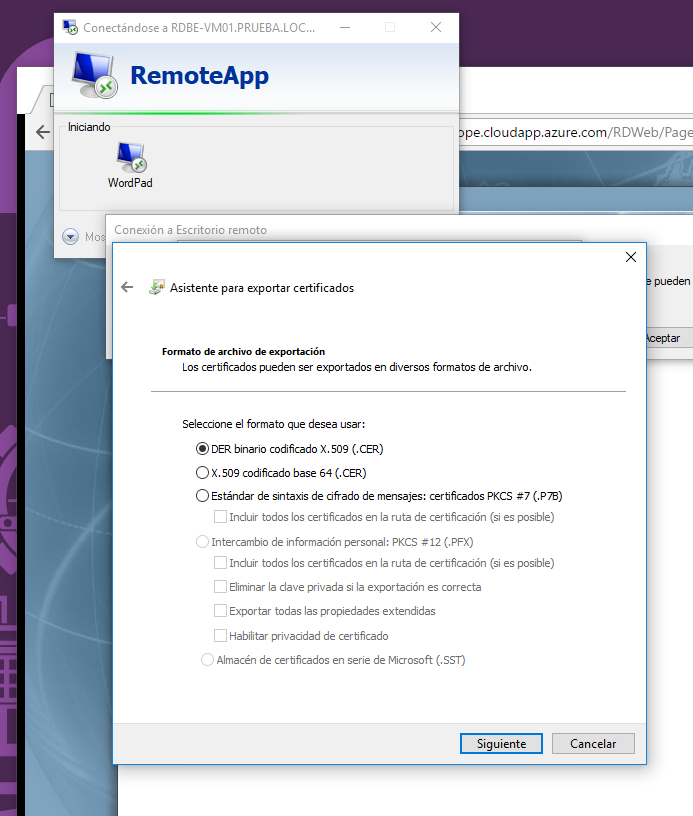 Conectándose a RDBE-VM01.PRUEBA.LOC...
RemoteApp
Iniciando
WordPad
ope.cloudapp.azure.com/RDWeb/Page
Mos
Conexión a Escritorio remoto
e pueden
Aceptar
Asistente para exportar certificados
Formato de archivo de exportación
Los certificados pueden ser exportados en diversos formatos de archivo.
Seleccione el formato que desea usar:
DER binario codificado X.509 (.CER)
X.509 codificado base 64 (.CER)
Estándar de sintaxis de cifrado de mensajes: certificados PKCS #7 (.P7B)
Incluir todos los certificados en la ruta de certificación (si es posible)
Intercambio de información personal: PKCS #12 (.PFX)
Incluir todos los certificados en la ruta de certificación (si es posible)
Eliminar la clave privada si la exportación es correcta
Exportar todas las propiedades extendidas
Habilitar privacidad de certificado
Almacén de certificados en serie de Microsoft (.SST)
Siguiente
Cancelar